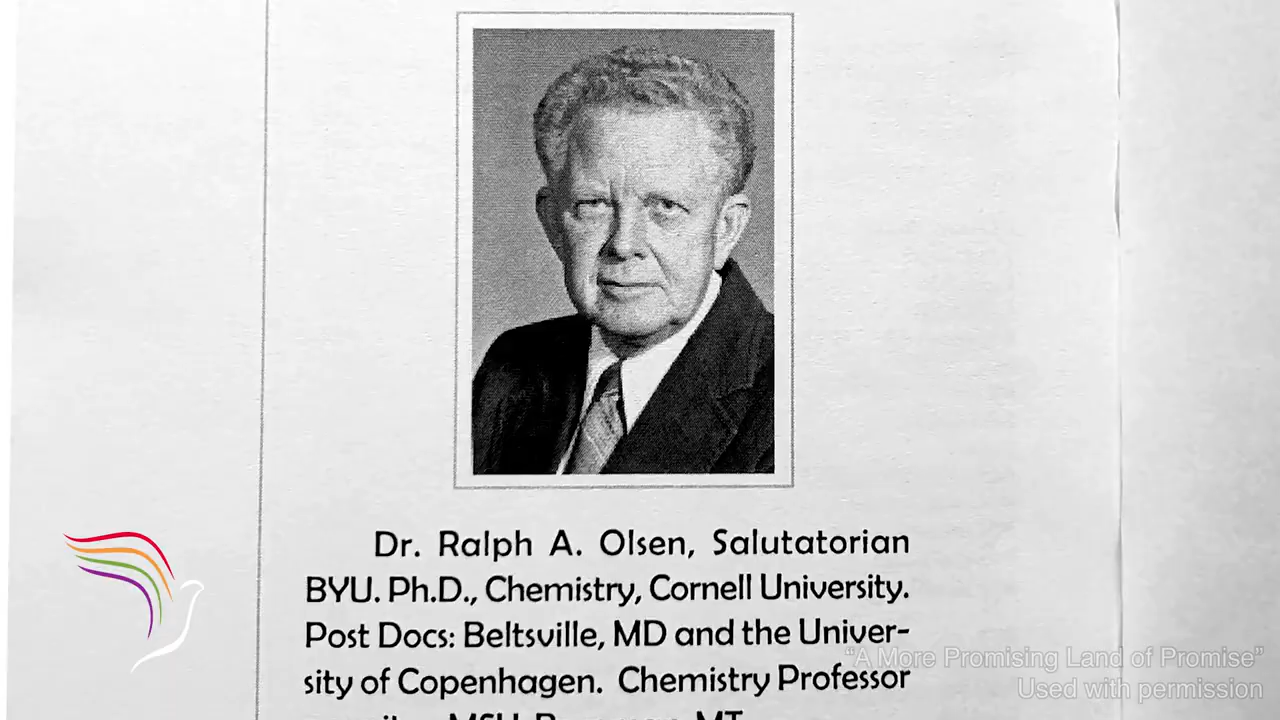 Dr. Ralph A. Olsen, Salutatorian
BYU. Ph.D., Chemistry, Cornell University.
Post Docs: Beltsville, MD and the Univer-
sity of Copenhagen. Chemistry Professor
“A More Promising Land of Promise”
Used with permission